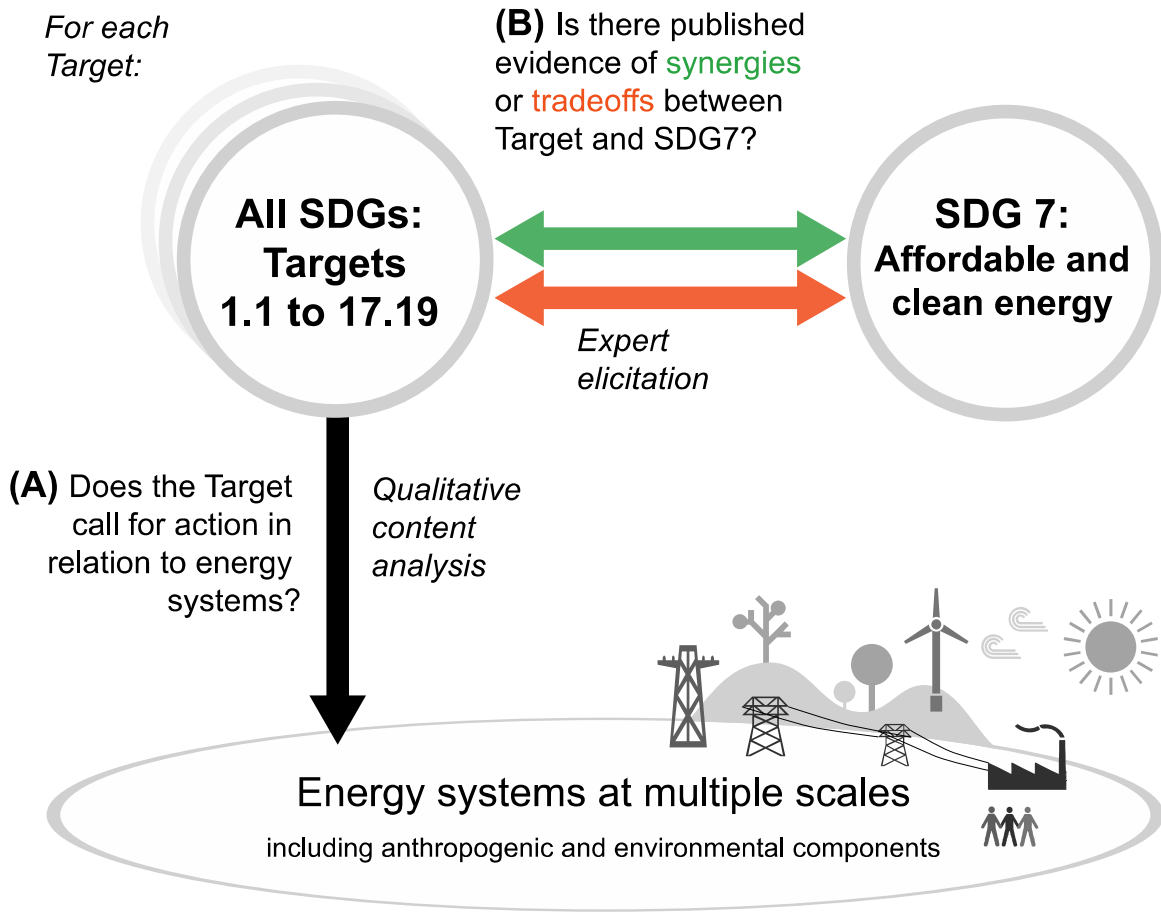 For each
Target:
(B) Is there published
evidence of synergies
or tradeoffs between
Target and SDG7?
All SDGs:
Targets
1.1 to 17.19
SDG 7:
Affordable and
clean energy
Expert
elicitation
(A) Does the Target
call for action in
relation to energy
systems?
Qualitative
content
analysis
Energy systems at multiple scales
including anthropogenic and environmental components